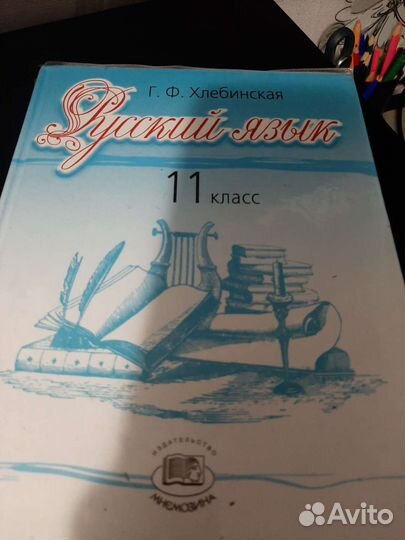 Г. Ф. Хлебинская
Русский язык
11 класс
ИЗДАТЕЛЬСТВО
МНЕМОЗИНА
Avito